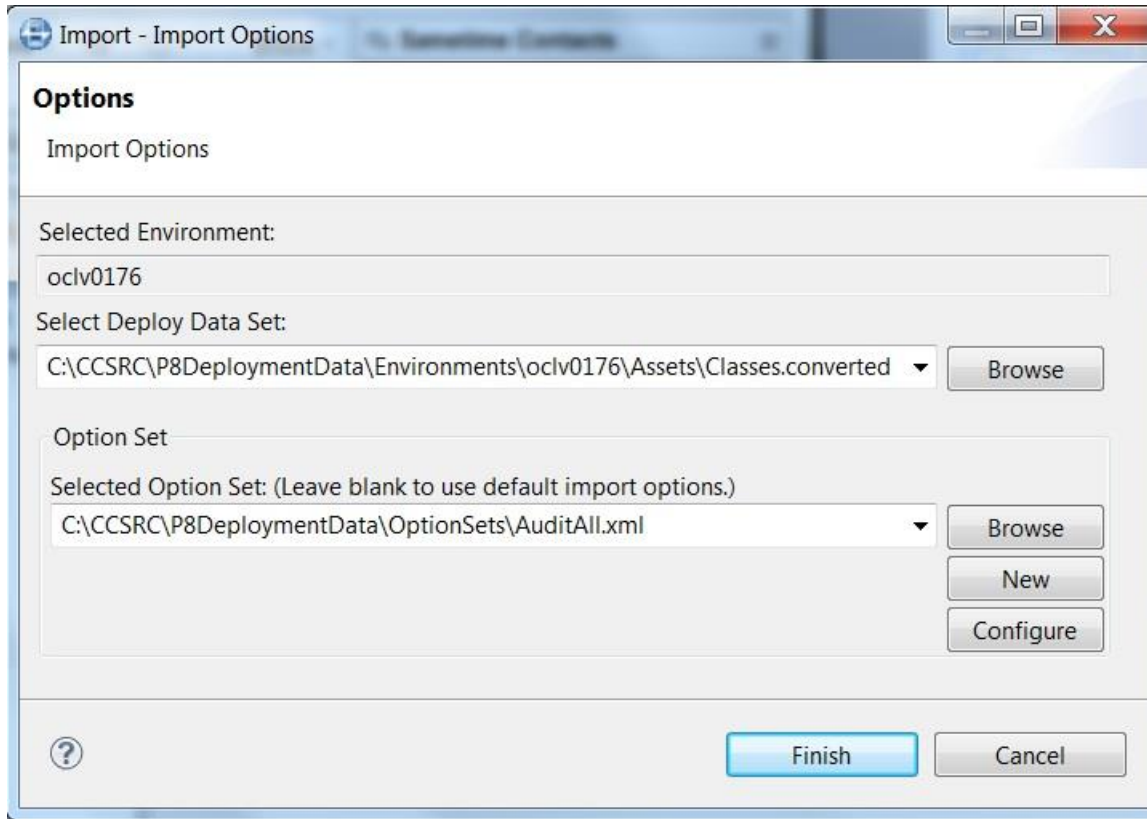 Import - Import Options
Sametime Contacts
Options
Import Options
Selected Environment:
oclv0176
Select Deploy Data Set:
C:\CCSRC\P8DeploymentData\Environments\oclv0176\Assets\Classes.converted
Browse
Option Set
Selected Option Set: (Leave blank to use default import options.)
C:\CCSRC\P8DeploymentData\OptionSets\AuditAll.xml
Browse
New
Configure
Finish
Cancel